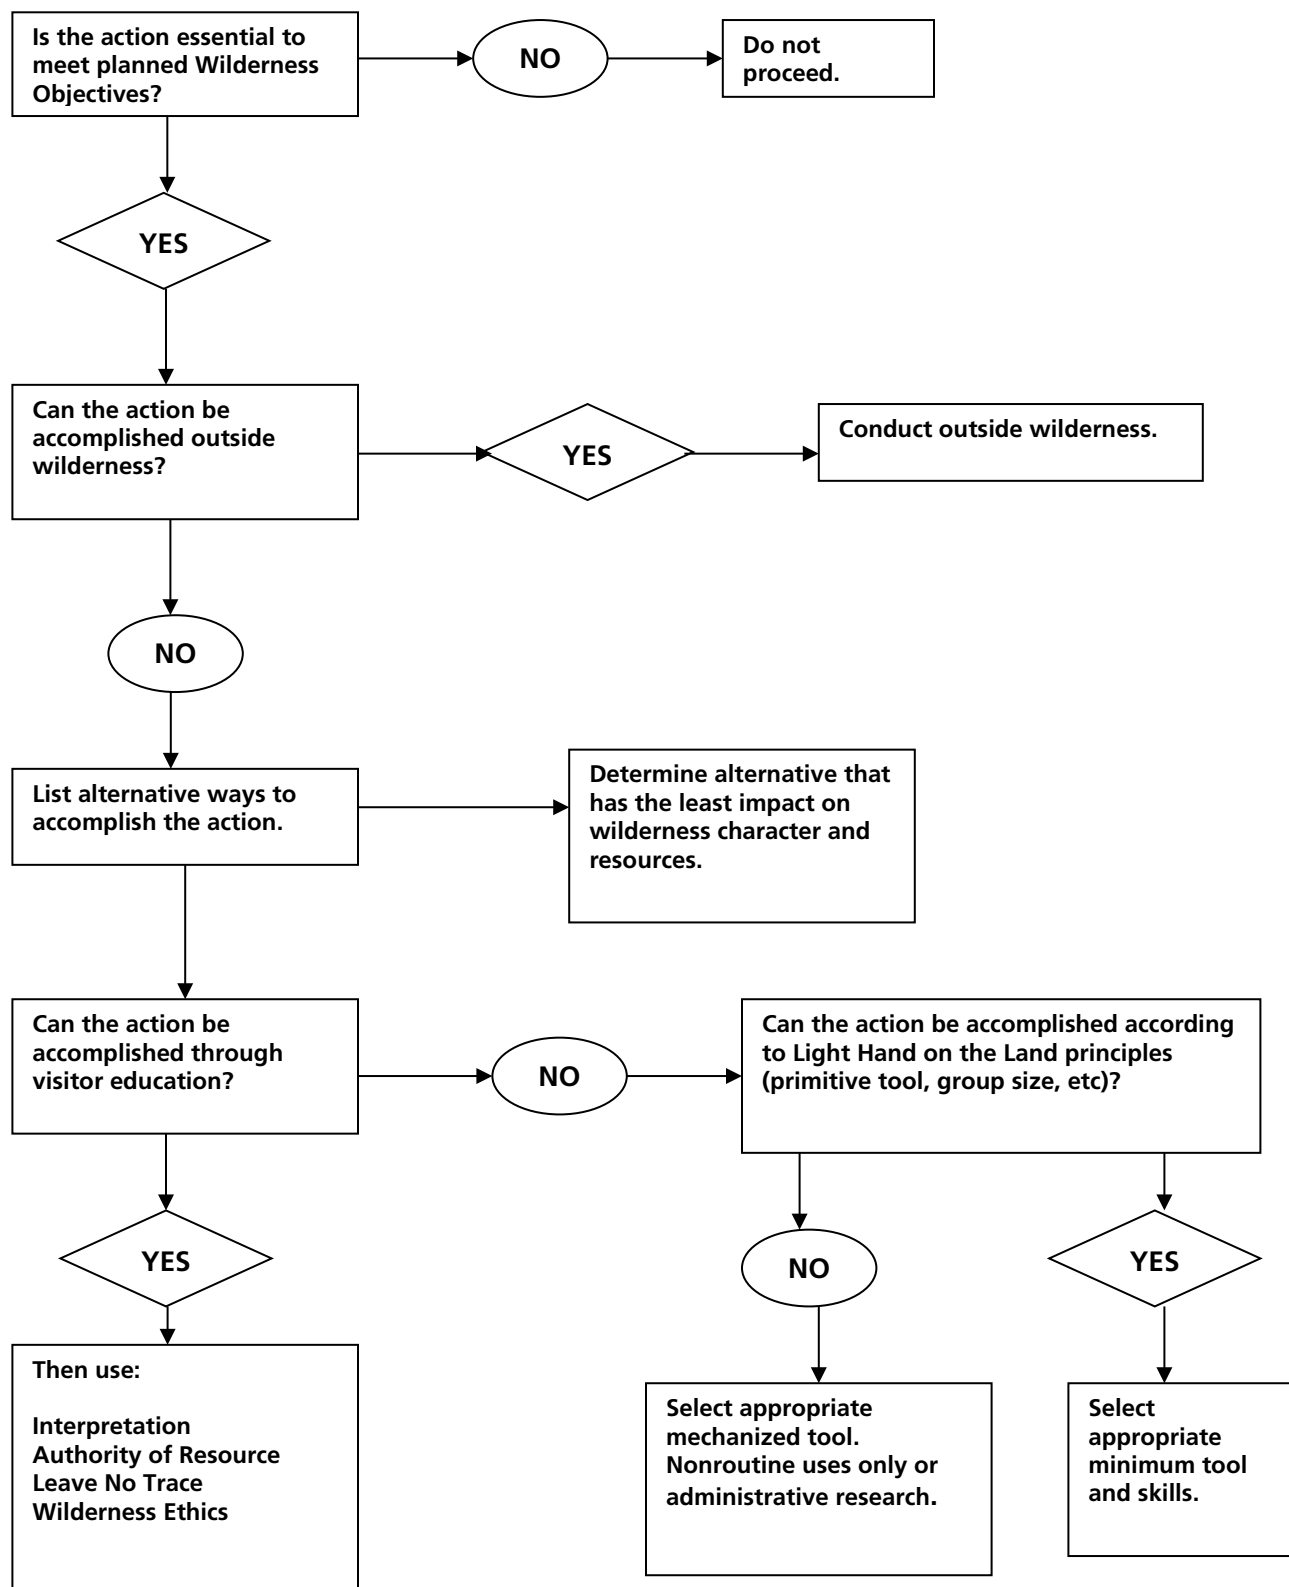 Is the action essential to
meet planned Wilderness
Objectives?
NO
Do not
proceed.
YES
Can the action be
accomplished outside
wilderness?
YES
Conduct outside wilderness.
NO
List alternative ways to
accomplish the action.
Determine alternative that
has the least impact on
wilderness character and
resources.
Can the action be
accomplished through
visitor education?
NO
Can the action be accomplished according
to Light Hand on the Land principles
(primitive tool, group size, etc)?
YES
NO
YES
Then use:
Interpretation
Authority of Resource
Leave No Trace
Wilderness Ethics
Select appropriate
mechanized tool.
Nonroutine uses only or
administrative research.
Select
appropriate
minimum tool
and skills.